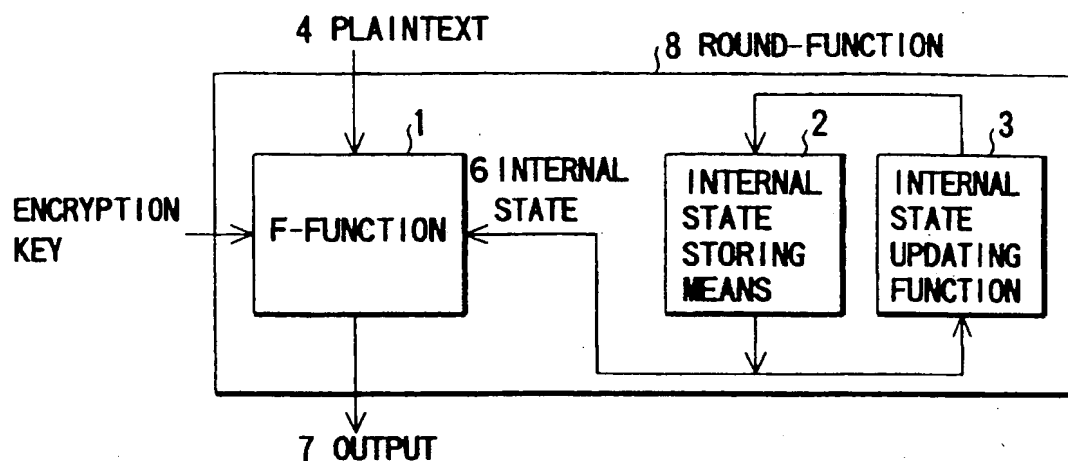 4 PLAINTEXT
8 ROUND-FUNCTION
1
2
3
6 INTERNAL
STATE
ENCRYPTION
KEY
F-FUNCTION
INTERNAL
STATE
STORING
MEANS
INTERNAL
STATE
UPDATING
FUNCTION
7 OUTPUT